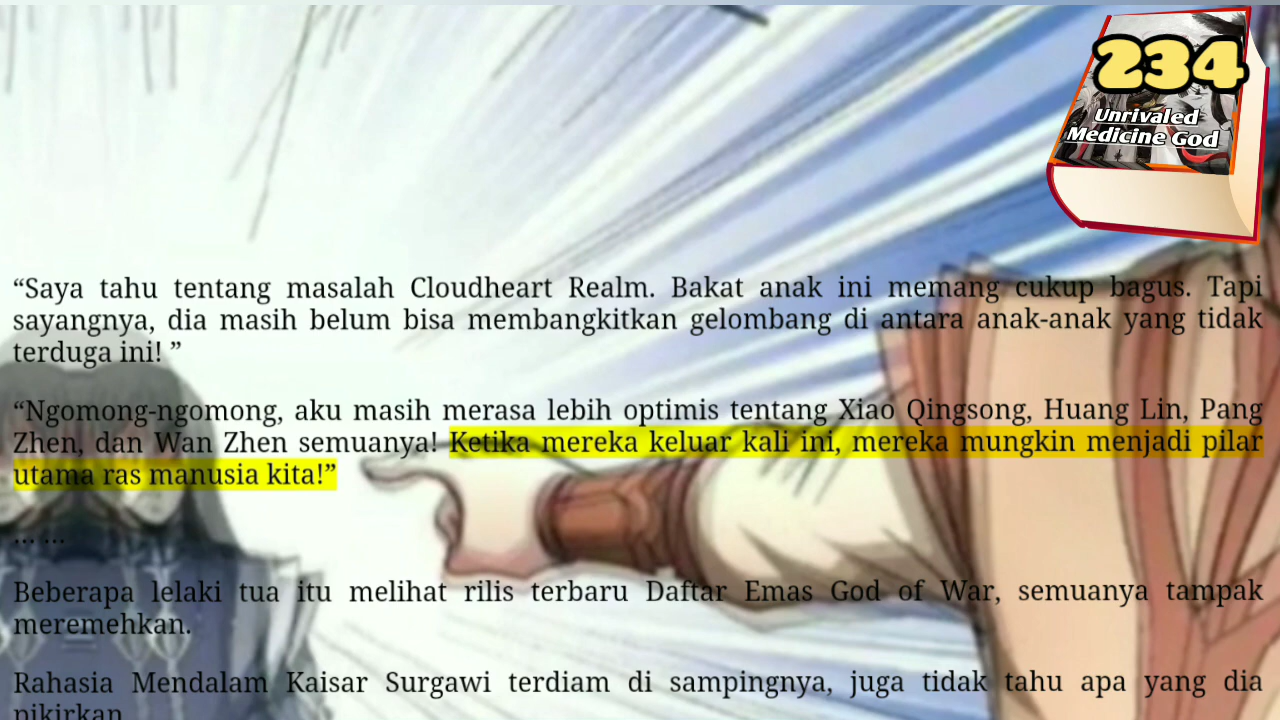 234
Unrivaled
Medicine God
“Saya tahu tentang masalah Cloudheart Realm. Bakat anak ini memang cukup bagus. Tapi
sayangnya, dia masih belum bisa membangkitkan gelombang di antara anak-anak yang tidak
terduga ini! ”
“Ngomong-ngomong, aku masih merasa lebih optimis tentang Xiao Qingsong, Huang Lin, Pang
Zhen, dan Wan Zhen semuanya! Ketika mereka keluar kali ini, mereka mungkin menjadi pilar
utama ras manusia kita!”
... ...
Beberapa lelaki tua itu melihat rilis terbaru Daftar Emas God of War, semuanya tampak
meremehkan.
Rahasia Mendalam Kaisar Surgawi terdiam di sampingnya, juga tidak tahu apa yang dia
pikirkan.